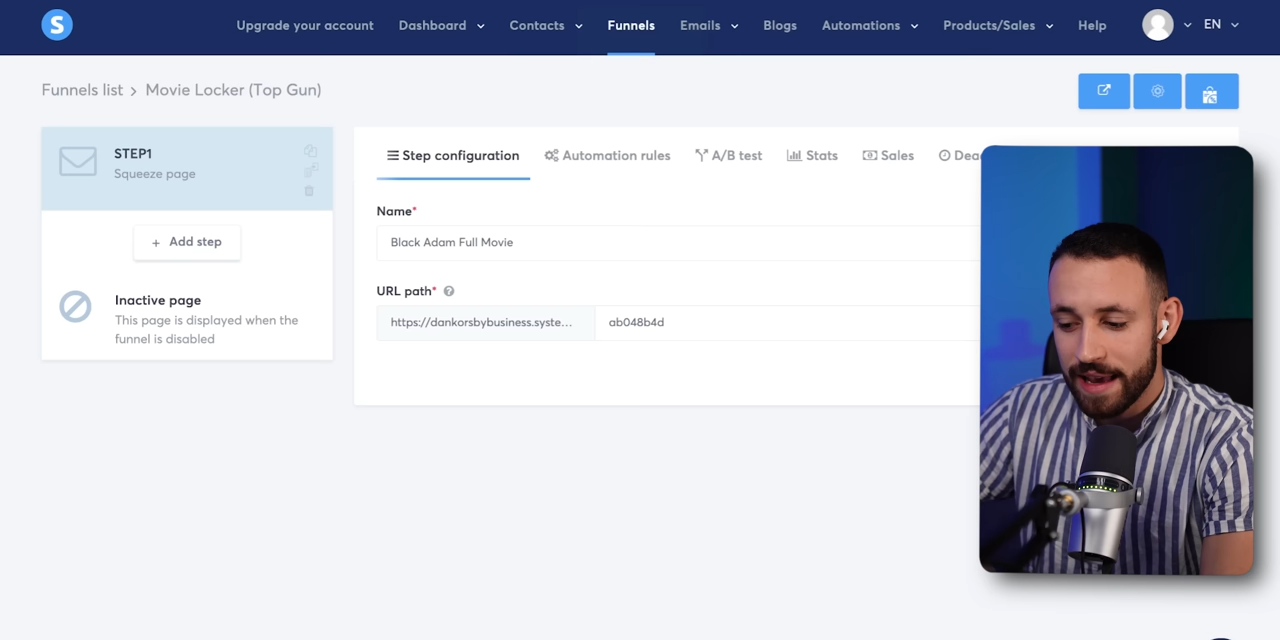 S Upgrade your account Dashboard Contacts Funnels Emails Blogs Automations Products/Sales Help EN
Funnels list > Movie Locker (Top Gun)
STEP1
Squeeze page
+ Add step
Inactive page
This page is displayed when the
funnel is disabled
Step configuration Automation rules A/B test Stats Sales Dea
Name*
Black Adam Full Movie
URL path* ?
https://dankorsbybusiness.syste... ab048b4d